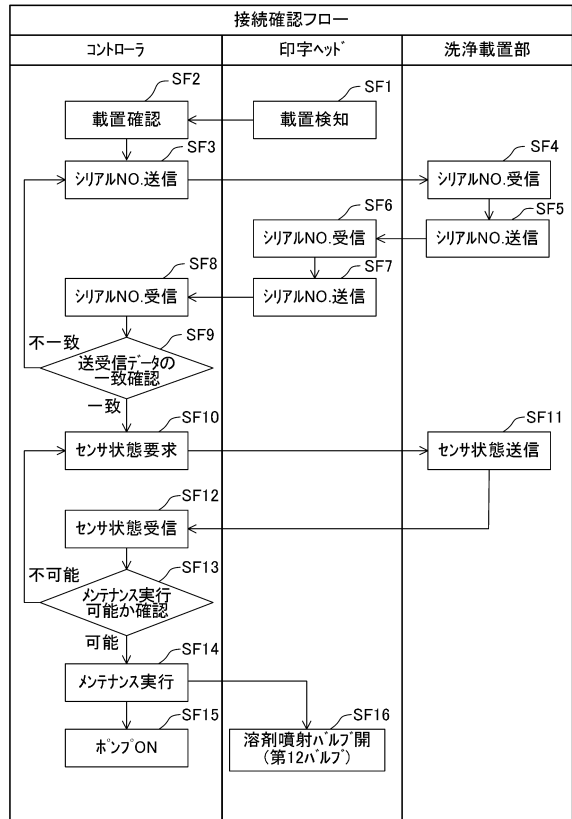 接続確認フロー
コントローラ
印字ヘッド
洗浄載置部
SF2
載置確認
SF1
載置検知
SF3
シリアルNO.送信
SF4
シリアルNO.受信
SF5
シリアルNO.送信
SF6
シリアルNO.受信
SF7
シリアルNO.送信
SF8
シリアルNO.受信
SF9
不一致
送受信データの
一致確認
一致
SF10
センサ状態要求
SF11
センサ状態送信
SF12
センサ状態受信
SF13
不可能
メンテナンス実行
可能か確認
可能
SF14
メンテナンス実行
SF15
ポンプON
SF16
溶剤噴射バルブ開
(第12バルブ)